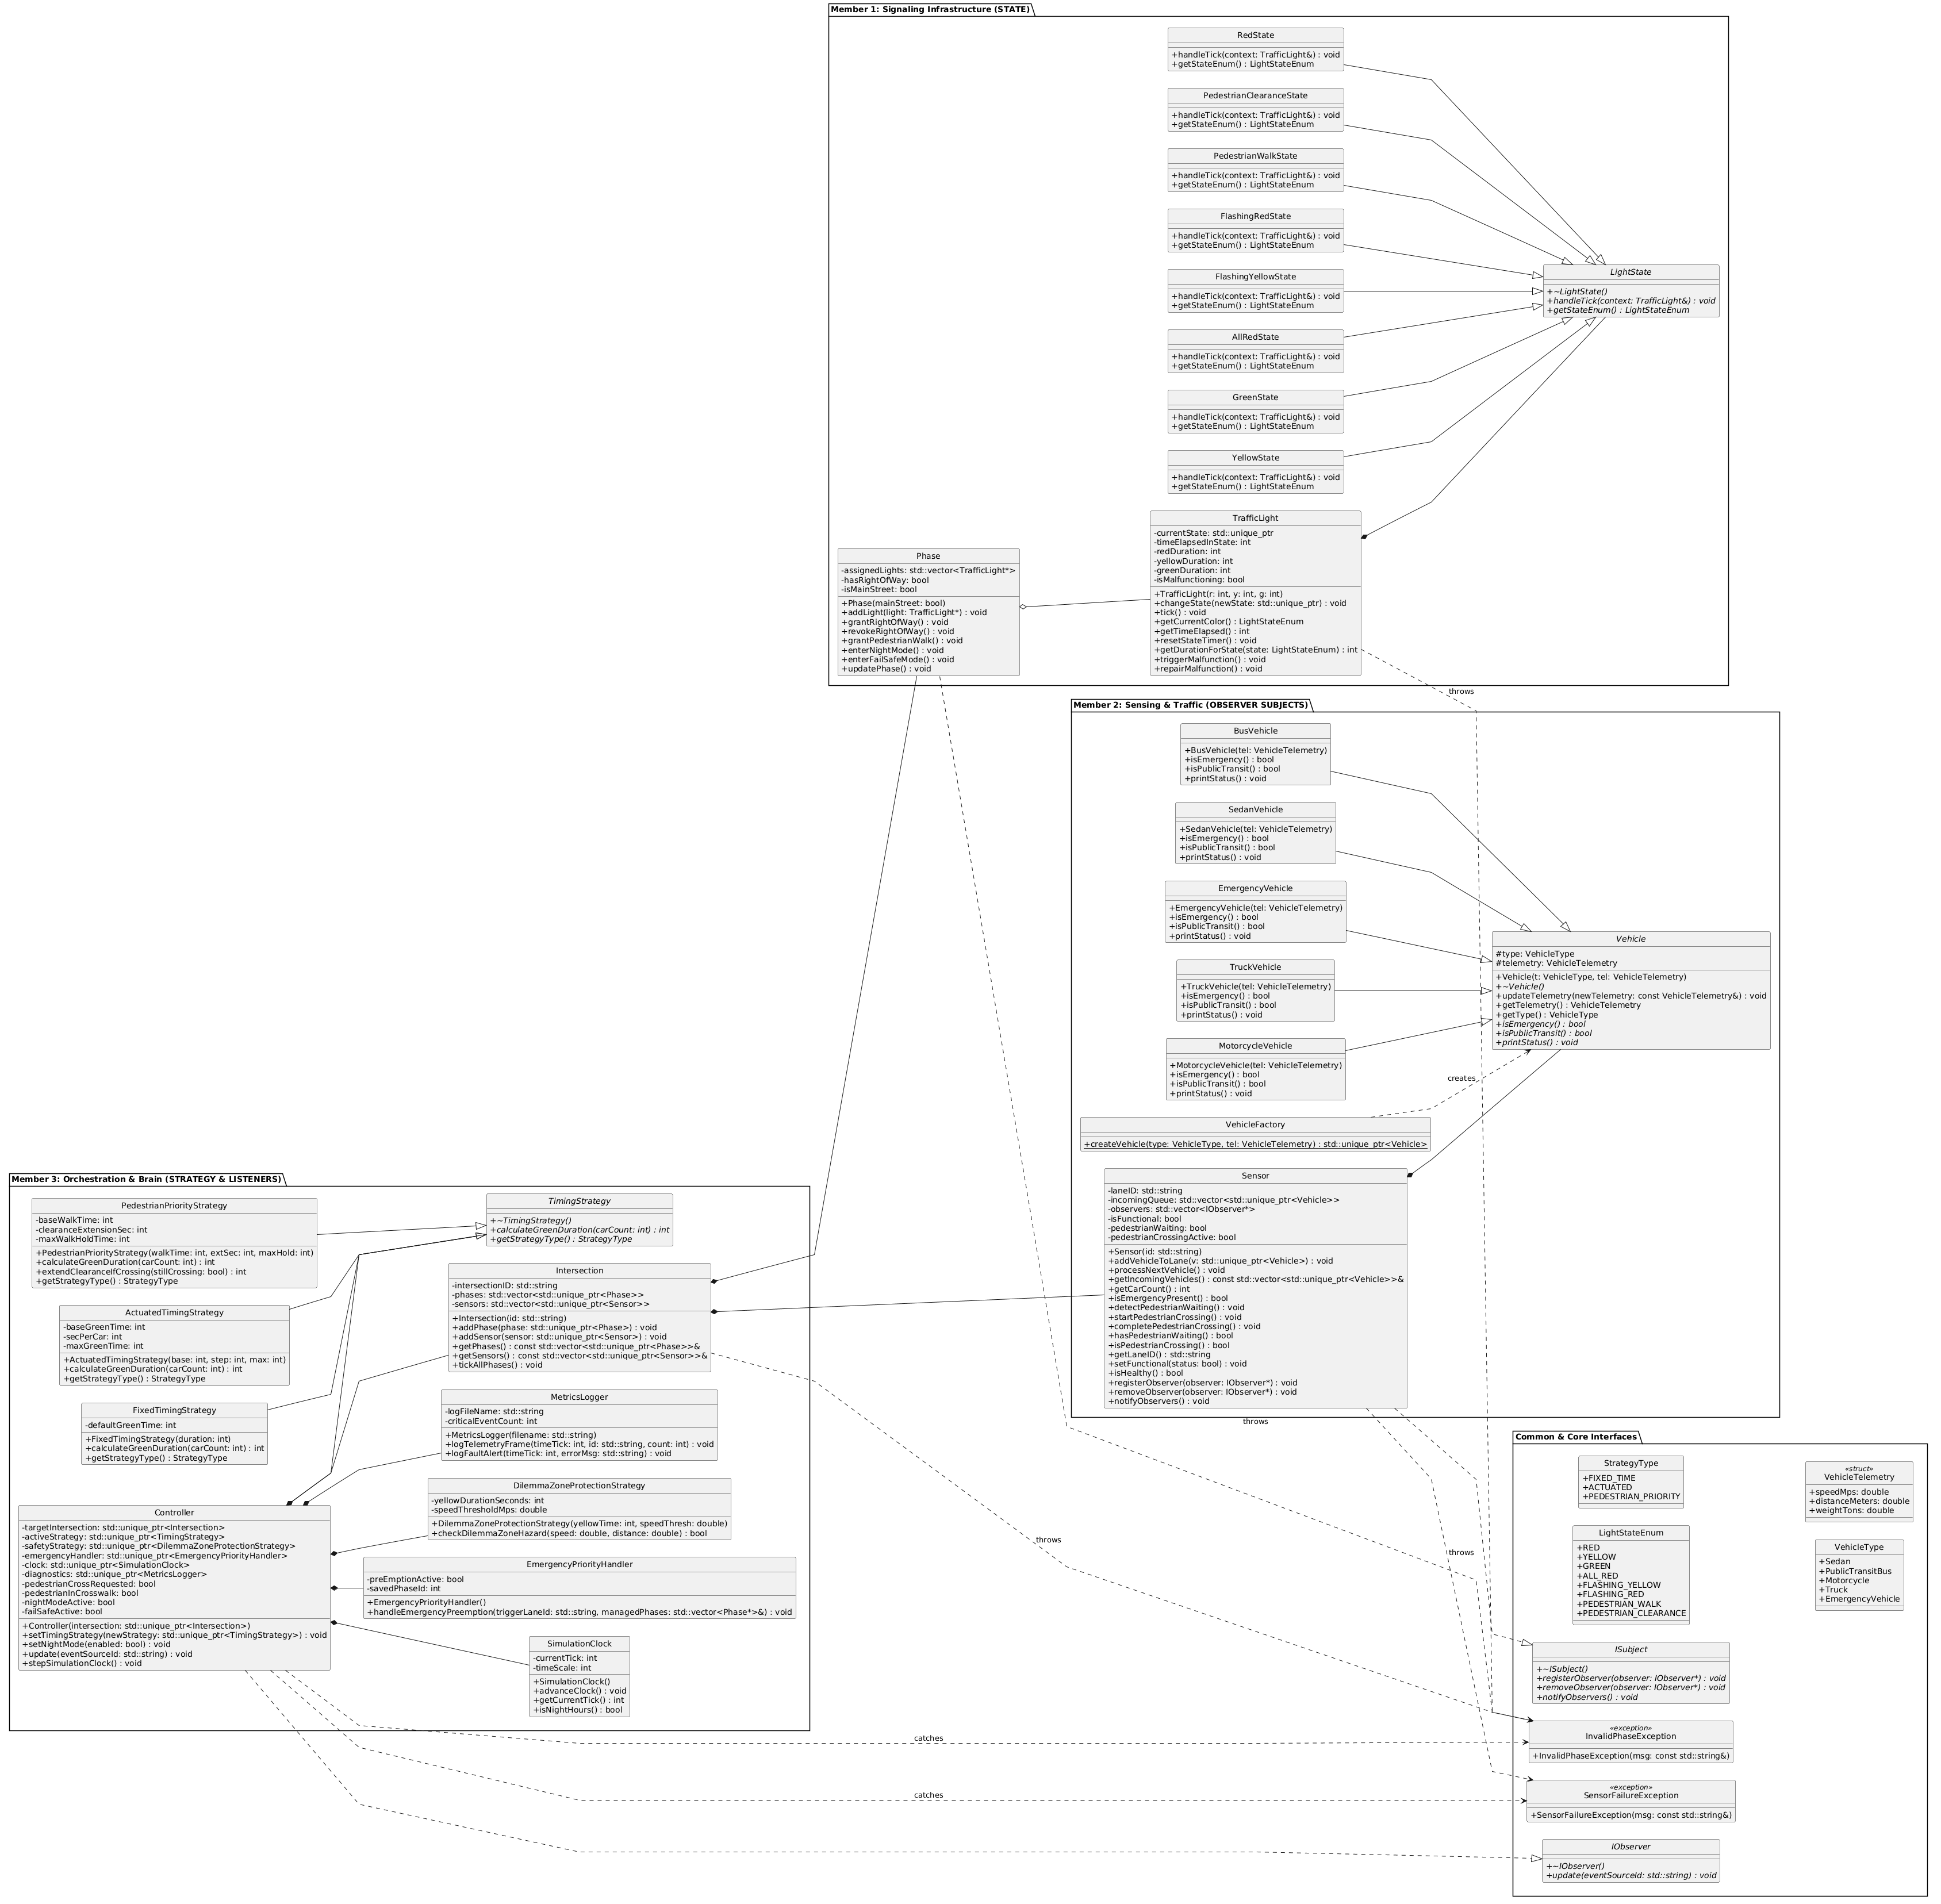 Member 1: Signaling Infrastructure (STATE)
RedState
+handleTick(context: TrafficLight&) : void
+getStateEnum() : LightStateEnum
PedestrianClearanceState
+handleTick(context: TrafficLight&) : void
+getStateEnum() : LightStateEnum
PedestrianWalkState
+handleTick(context: TrafficLight&) : void
+getStateEnum() : LightStateEnum
FlashingRedState
+handleTick(context: TrafficLight&) : void
+getStateEnum() : LightStateEnum
FlashingYellowState
+handleTick(context: TrafficLight&) : void
+getStateEnum() : LightStateEnum
AllRedState
+handleTick(context: TrafficLight&) : void
+getStateEnum() : LightStateEnum
GreenState
+handleTick(context: TrafficLight&) : void
+getStateEnum() : LightStateEnum
YellowState
+handleTick(context: TrafficLight&) : void
+getStateEnum() : LightStateEnum
LightState
+~LightState()
+handleTick(context: TrafficLight&) : void
+getStateEnum() : LightStateEnum
TrafficLight
-currentState: std::unique_ptr
-timeElapsedInState: int
-redDuration: int
-yellowDuration: int
-greenDuration: int
-isMalfunctioning: bool
+TrafficLight(r: int, y: int, g: int)
+changeState(newState: std::unique_ptr) : void
+tick() : void
+getCurrentColor() : LightStateEnum
+getTimeElapsed() : int
+resetStateTimer() : void
+getDurationForState(state: LightStateEnum) : int
+triggerMalfunction() : void
+repairMalfunction() : void
Phase
-assignedLights: std::vector<TrafficLight*>
-hasRightOfWay: bool
-isMainStreet: bool
+Phase(mainStreet: bool)
+addLight(light: TrafficLight*) : void
+grantRightOfWay() : void
+revokeRightOfWay() : void
+grantPedestrianWalk() : void
+enterNightMode() : void
+enterFailSafeMode() : void
+updatePhase() : void
throws
Member 2: Sensing & Traffic (OBSERVER SUBJECTS)
BusVehicle
+BusVehicle(tel: VehicleTelemetry)
+isEmergency() : bool
+isPublicTransit() : bool
+printStatus() : void
SedanVehicle
+SedanVehicle(tel: VehicleTelemetry)
+isEmergency() : bool
+isPublicTransit() : bool
+printStatus() : void
EmergencyVehicle
+EmergencyVehicle(tel: VehicleTelemetry)
+isEmergency() : bool
+isPublicTransit() : bool
+printStatus() : void
TruckVehicle
+TruckVehicle(tel: VehicleTelemetry)
+isEmergency() : bool
+isPublicTransit() : bool
+printStatus() : void
MotorcycleVehicle
+MotorcycleVehicle(tel: VehicleTelemetry)
+isEmergency() : bool
+isPublicTransit() : bool
+printStatus() : void
Vehicle
#type: VehicleType
#telemetry: VehicleTelemetry
+Vehicle(t: VehicleType, tel: VehicleTelemetry)
+~Vehicle()
+updateTelemetry(newTelemetry: const VehicleTelemetry&) : void
+getTelemetry() : VehicleTelemetry
+getType() : VehicleType
+isEmergency() : bool
+isPublicTransit() : bool
+printStatus() : void
creates
VehicleFactory
+createVehicle(type: VehicleType, tel: VehicleTelemetry) : std::unique_ptr<Vehicle>
Sensor
-laneID: std::string
-incomingQueue: std::vector<std::unique_ptr<Vehicle>>
-observers: std::vector<IObserver*>
-isFunctional: bool
-pedestrianWaiting: bool
-pedestrianCrossingActive: bool
+Sensor(id: std::string)
+addVehicleToLane(v: std::unique_ptr<Vehicle>) : void
+processNextVehicle() : void
+getIncomingVehicles() : const std::vector<std::unique_ptr<Vehicle>>&
+getCarCount() : int
+isEmergencyPresent() : bool
+detectPedestrianWaiting() : void
+startPedestrianCrossing() : void
+completePedestrianCrossing() : void
+hasPedestrianWaiting() : bool
+isPedestrianCrossing() : bool
+getLaneID() : std::string
+setFunctional(status: bool) : void
+isHealthy() : bool
+registerObserver(observer: IObserver*) : void
+removeObserver(observer: IObserver*) : void
+notifyObservers() : void
throws
Member 3: Orchestration & Brain (STRATEGY & LISTENERS)
PedestrianPriorityStrategy
-baseWalkTime: int
-clearanceExtensionSec: int
-maxWalkHoldTime: int
+PedestrianPriorityStrategy(walkTime: int, extSec: int, maxHold: int)
+calculateGreenDuration(carCount: int) : int
+extendClearanceIfCrossing(stillCrossing: bool) : int
+getStrategyType() : StrategyType
TimingStrategy
+~TimingStrategy()
+calculateGreenDuration(carCount: int) : int
+getStrategyType() : StrategyType
ActuatedTimingStrategy
-baseGreenTime: int
-secPerCar: int
-maxGreenTime: int
+ActuatedTimingStrategy(base: int, step: int, max: int)
+calculateGreenDuration(carCount: int) : int
+getStrategyType() : StrategyType
Intersection
-intersectionID: std::string
-phases: std::vector<std::unique_ptr<Phase>>
-sensors: std::vector<std::unique_ptr<Sensor>>
+Intersection(id: std::string)
+addPhase(phase: std::unique_ptr<Phase>) : void
+addSensor(sensor: std::unique_ptr<Sensor>) : void
+getPhases() : const std::vector<std::unique_ptr<Phase>>&
+getSensors() : const std::vector<std::unique_ptr<Sensor>>&
+tickAllPhases() : void
FixedTimingStrategy
-defaultGreenTime: int
+FixedTimingStrategy(duration: int)
+calculateGreenDuration(carCount: int) : int
+getStrategyType() : StrategyType
MetricsLogger
-logFileName: std::string
-criticalEventCount: int
+MetricsLogger(filename: std::string)
+logTelemetryFrame(timeTick: int, id: std::string, count: int) : void
+logFaultAlert(timeTick: int, errorMsg: std::string) : void
DilemmaZoneProtectionStrategy
-yellowDurationSeconds: int
-speedThresholdMps: double
+DilemmaZoneProtectionStrategy(yellowTime: int, speedThresh: double)
+checkDilemmaZoneHazard(speed: double, distance: double) : bool
Controller
-targetIntersection: std::unique_ptr<Intersection>
-activeStrategy: std::unique_ptr<TimingStrategy>
-safetyStrategy: std::unique_ptr<DilemmaZoneProtectionStrategy>
-emergencyHandler: std::unique_ptr<EmergencyPriorityHandler>
-clock: std::unique_ptr<SimulationClock>
-diagnostics: std::unique_ptr<MetricsLogger>
-pedestrianCrossRequested: bool
-pedestrianInCrosswalk: bool
-nightModeActive: bool
-failSafeActive: bool
+Controller(intersection: std::unique_ptr<Intersection>)
+setTimingStrategy(newStrategy: std::unique_ptr<TimingStrategy>) : void
+setNightMode(enabled: bool) : void
+update(eventSourceId: std::string) : void
+stepSimulationClock() : void
EmergencyPriorityHandler
-preEmptionActive: bool
-savedPhaseId: int
+EmergencyPriorityHandler()
+handleEmergencyPreemption(triggerLaneId: std::string, managedPhases: std::vector<Phase*>&) : void
SimulationClock
-currentTick: int
-timeScale: int
+SimulationClock()
+advanceClock() : void
+getCurrentTick() : int
+isNightHours() : bool
throws
throws
catches
catches
Common & Core Interfaces
StrategyType
+FIXED_TIME
+ACTUATED
+PEDESTRIAN_PRIORITY
«struct»
VehicleTelemetry
+speedMps: double
+distanceMeters: double
+weightTons: double
LightStateEnum
+RED
+YELLOW
+GREEN
+ALL_RED
+FLASHING_YELLOW
+FLASHING_RED
+PEDESTRIAN_WALK
+PEDESTRIAN_CLEARANCE
VehicleType
+Sedan
+PublicTransitBus
+Motorcycle
+Truck
+EmergencyVehicle
ISubject
+~ISubject()
+registerObserver(observer: IObserver*) : void
+removeObserver(observer: IObserver*) : void
+notifyObservers() : void
«exception»
InvalidPhaseException
+InvalidPhaseException(msg: const std::string&)
«exception»
SensorFailureException
+SensorFailureException(msg: const std::string&)
IObserver
+~IObserver()
+update(eventSourceId: std::string) : void